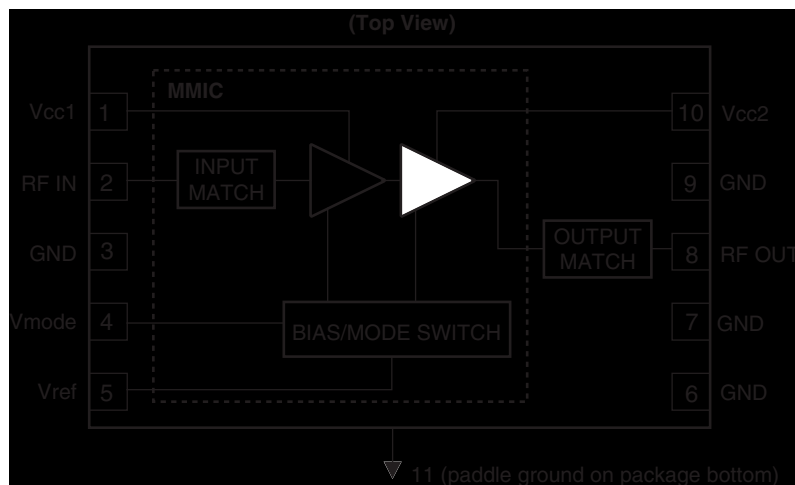 (Top View)
MMIC
Vcc1 1
10 Vcc2
RF IN 2
INPUT
MATCH
9 GND
GND 3
OUTPUT
MATCH
8 RF OUT
Vmode 4
BIAS/MODE SWITCH
7 GND
Vref 5
6 GND
11 (paddle ground on package bottom)